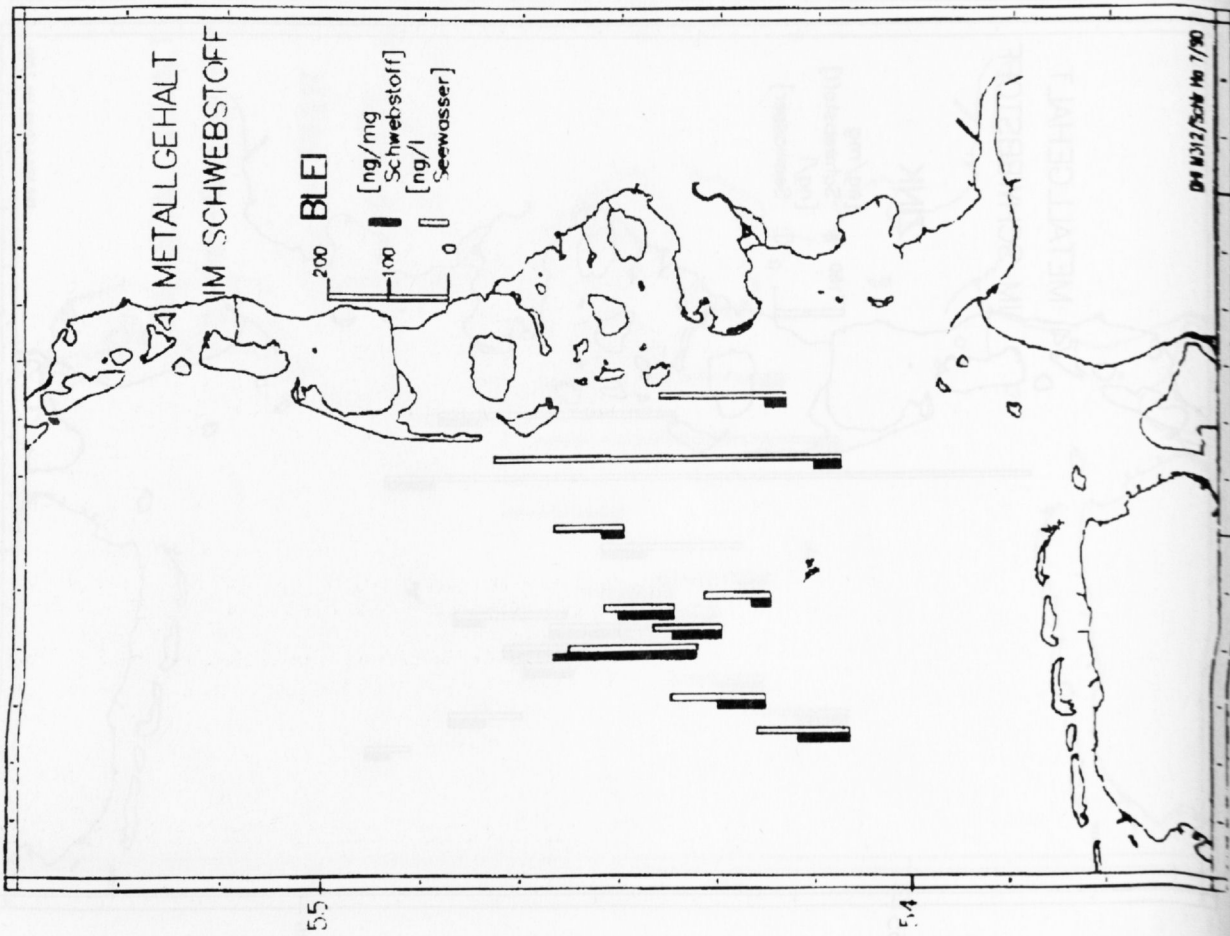 METALLGEHALT
IM SCHWEBSTOFF
BLEI
200
100
0
[ng/mg
Schwebstoff]
[ng/l
Seewasser]
55
54